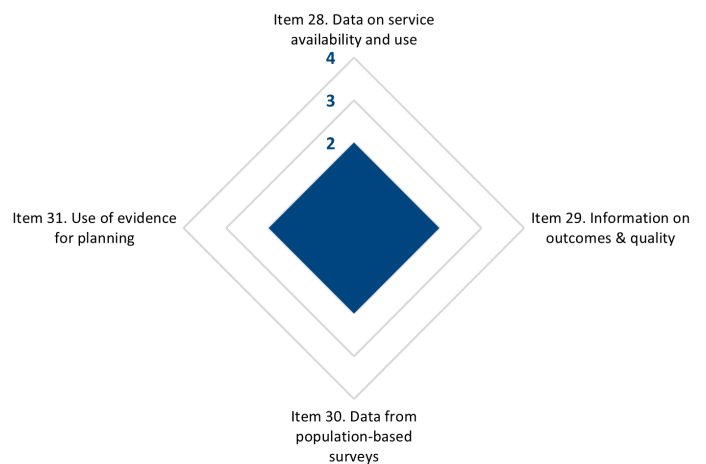 Item 28. Data on service
availability and use
4
3
2
Item 31. Use of evidence
for planning
Item 29. Information on
outcomes & quality
Item 30. Data from
population-based
surveys